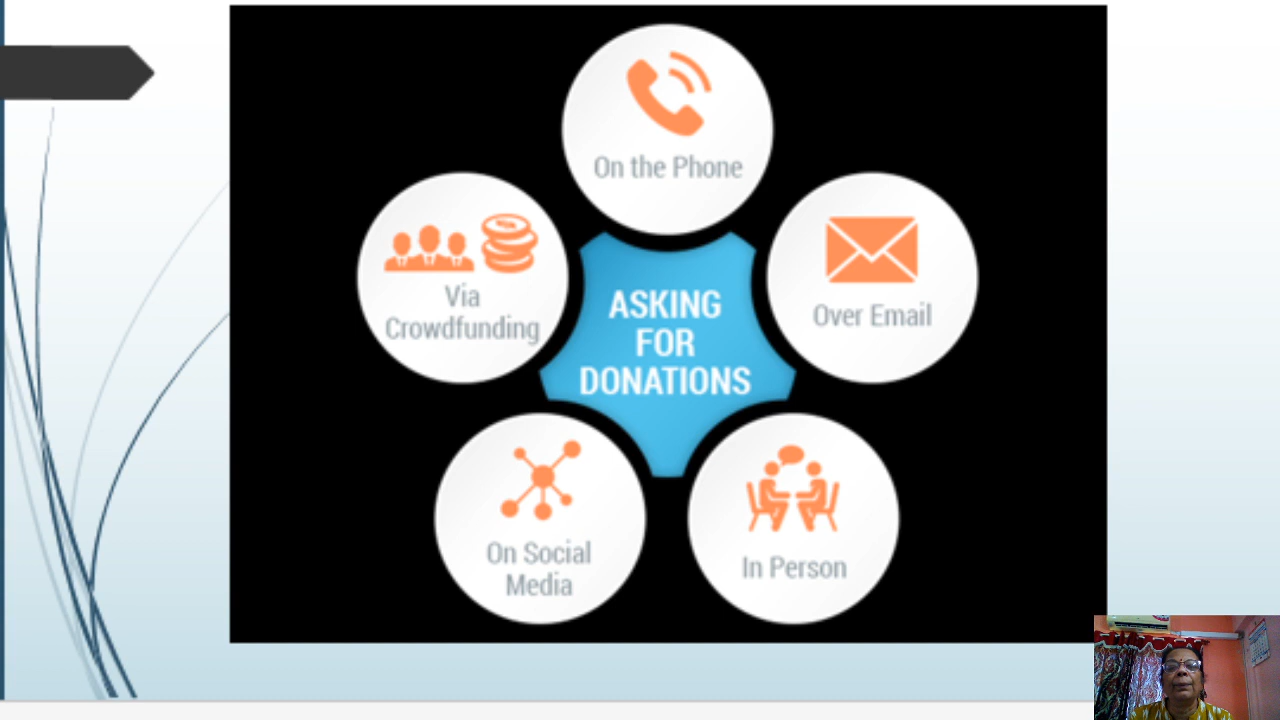 On the Phone
Via
Crowdfunding
Over Email
ASKING
FOR
DONATIONS
On Social
Media
In Person